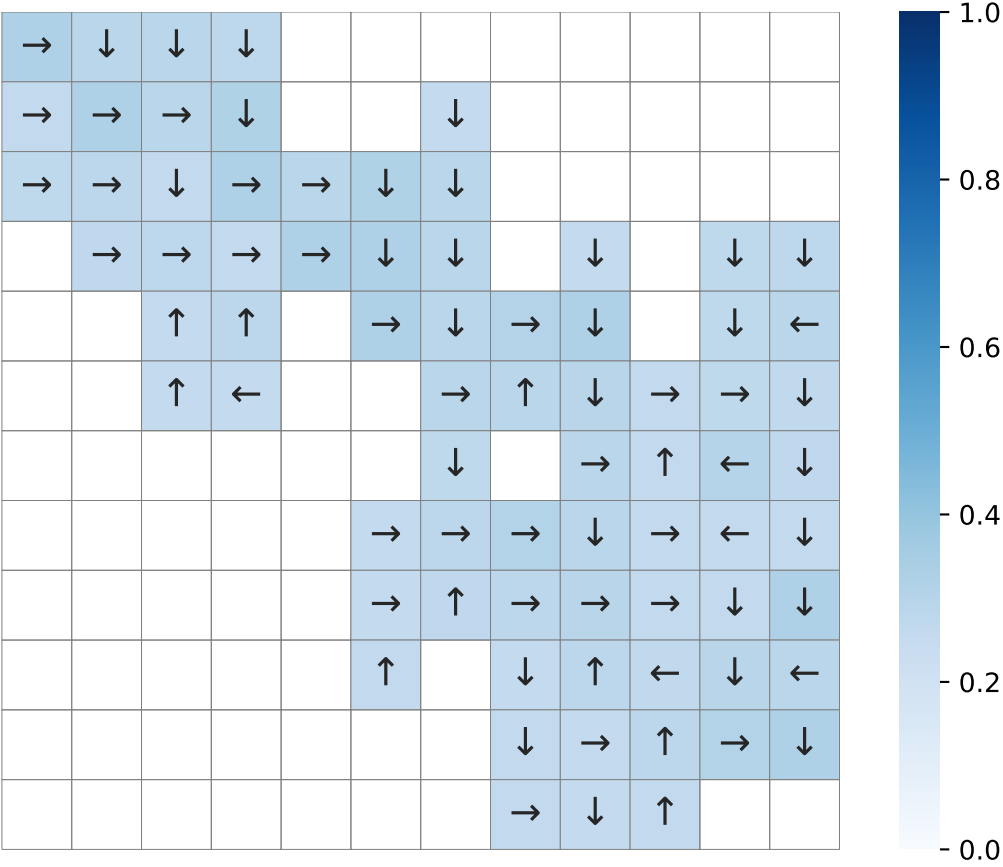 → ↓ ↓ ↓ 1.0
→ → → ↓ ↓
→ → ↓ → → ↓ ↓ 0.8
→ → → → ↓ ↓ ↓ ↓ ↓
↑ ↑ → ↓ → ↓ ↓ ← 0.6
↑ ← → ↑ ↓ → → ↓
↓ → ↑ ← ↓
→ → → ↓ → ← ↓ 0.4
→ ↑ → → → ↓ ↓
↑ ↓ ↑ ← ↓ ← 0.2
↓ → ↑ → ↓
→ ↓ ↑ 0.0